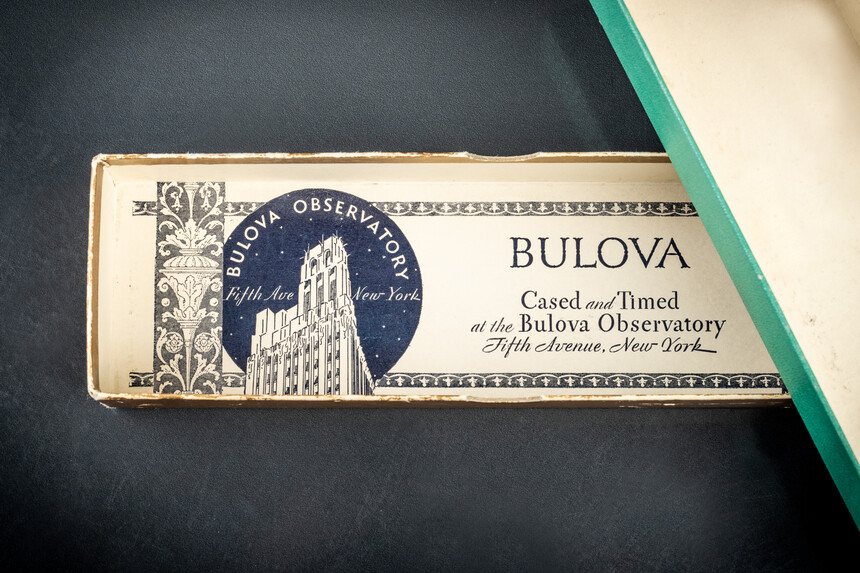 BULOVA OBSERVATORY
Fifth Ave New York
BULOVA
Cased and Timed
at the Bulova Observatory
Fifth Avenue, New York